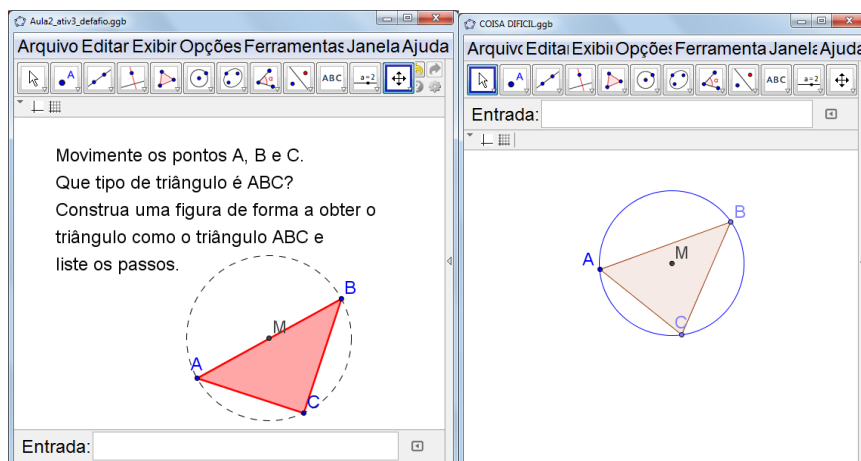 Aula2_ativ3_defafio.ggb
Arquivo Editar Exibir Opções Ferramentas Janela Ajuda
A
ABC
a=2
Movimente os pontos A, B e C.
Que tipo de triângulo é ABC?
Construa uma figura de forma a obter o
triângulo como o triângulo ABC e
liste os passos.
B
M
A
C
Entrada:
COISA DIFICIL.ggb
Arquivo Editar Exibir Opções Ferramenta Janela Ajuda
A
ABC
a=2
Entrada:
B
M
A
C